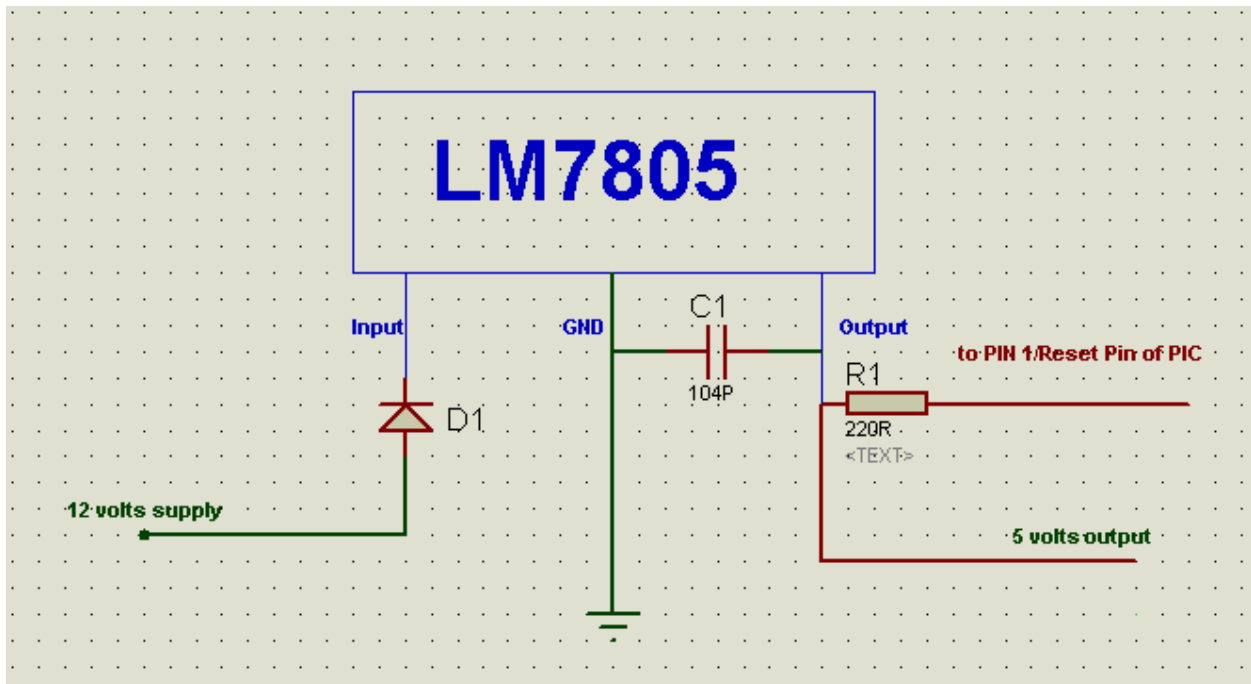 LM7805
Input
GND
C1
104P
Output
to PIN 1/Reset Pin of PIC
R1
220R
<TEXT>
D1
12 volts supply
5 volts output